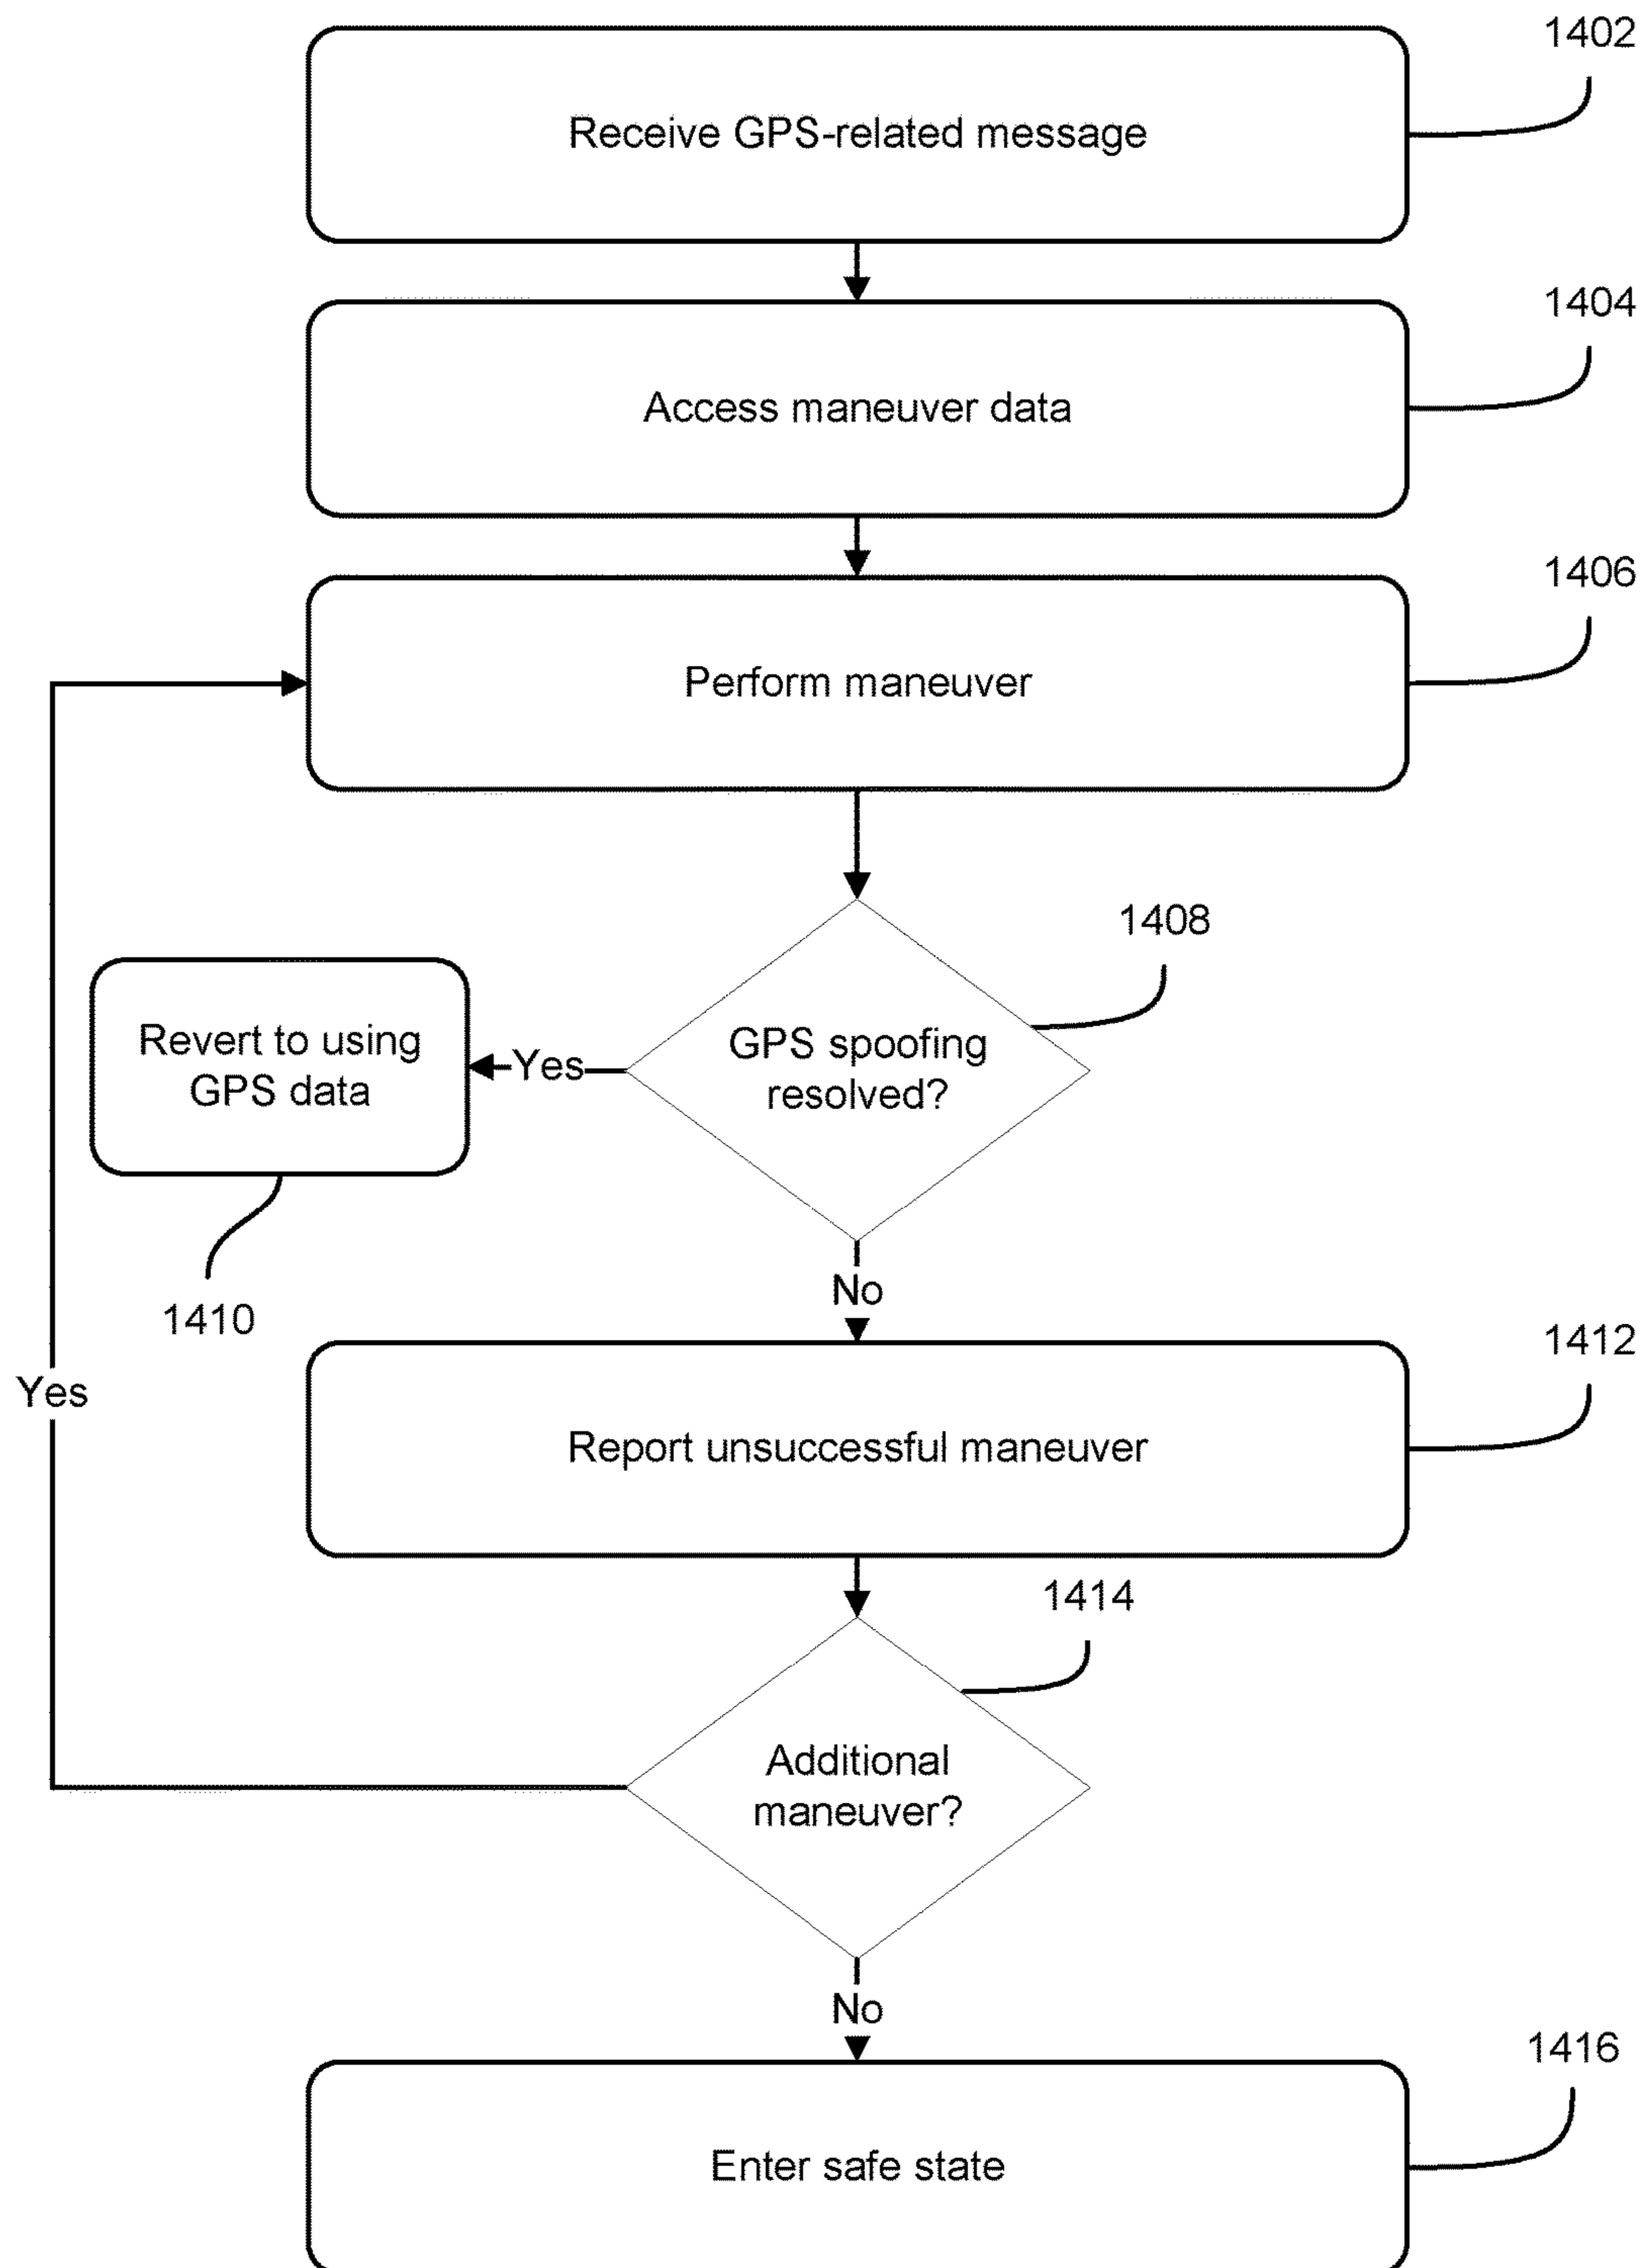 1402
Receive GPS-related message
1404
Access maneuver data
1406
Perform maneuver
1408
GPS spoofing
resolved?
Yes
Revert to using
GPS data
1410
No
1412
Report unsuccessful maneuver
Yes
1414
Additional
maneuver?
No
1416
Enter safe state